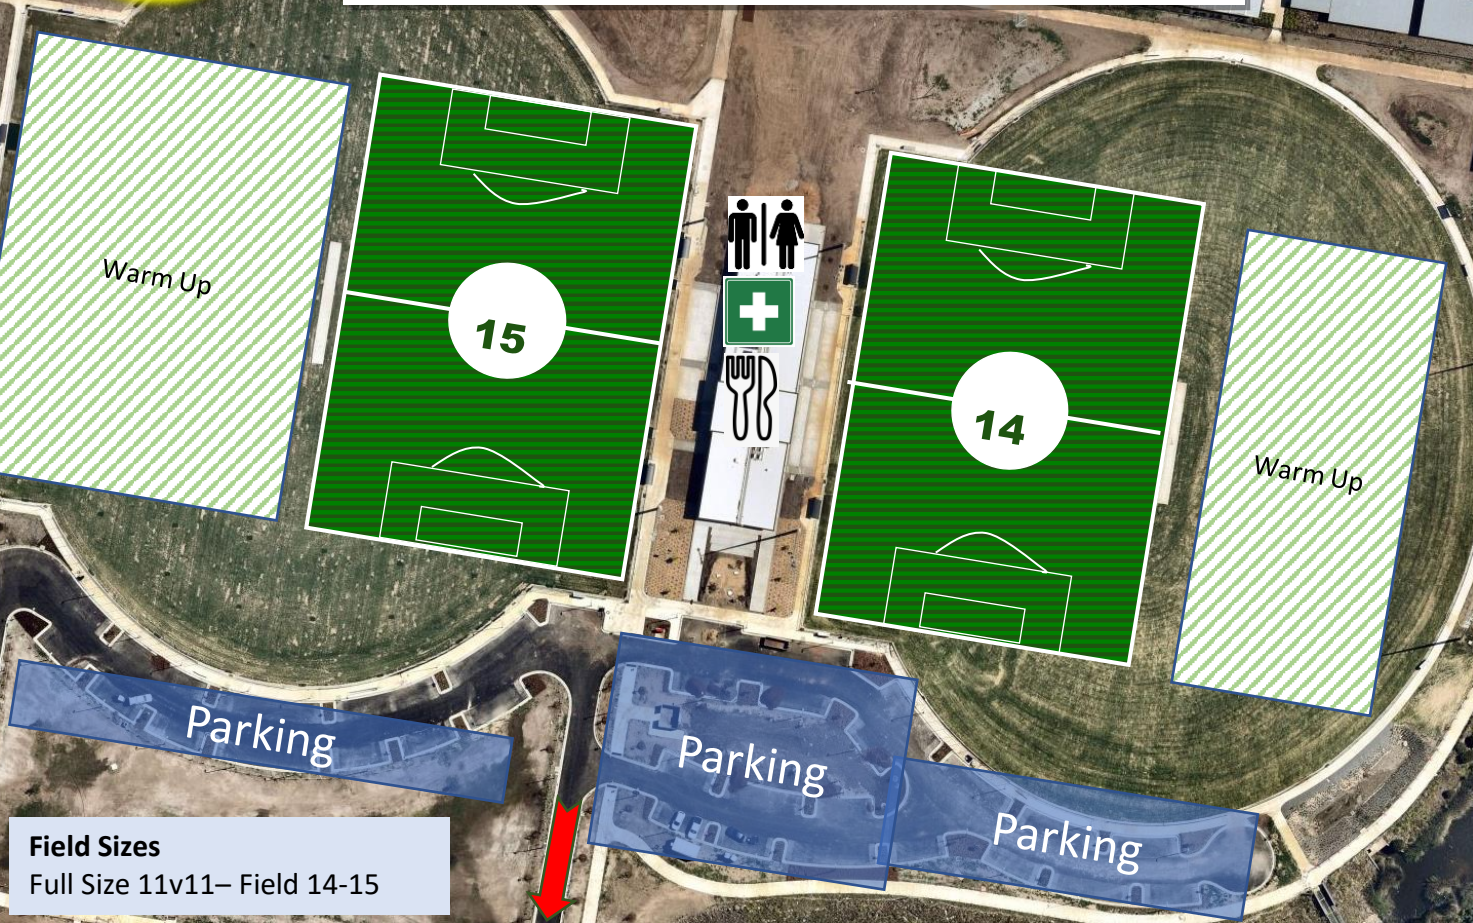 Warm Up
15
14
Warm Up
Parking
Parking
Parking
Field Sizes
Full Size 11v11– Field 14-15